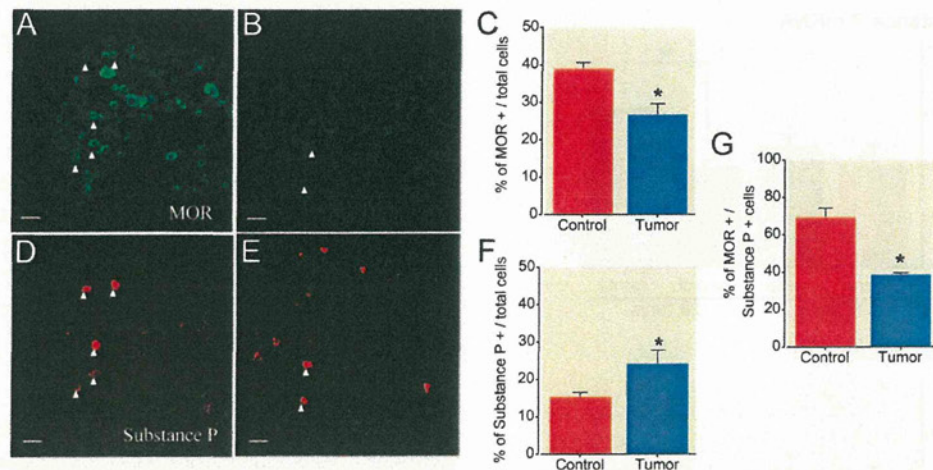 A
B
MOR
C
% of MOR + / total cells
50
40
30
20
10
0
*
Control
Tumor
D
Substance P
E
F
% of Substance P + / total cells
50
40
30
20
10
0
*
Control
Tumor
G
% of MOR + /
Substance P + cells
100
80
60
40
20
0
*
Control
Tumor